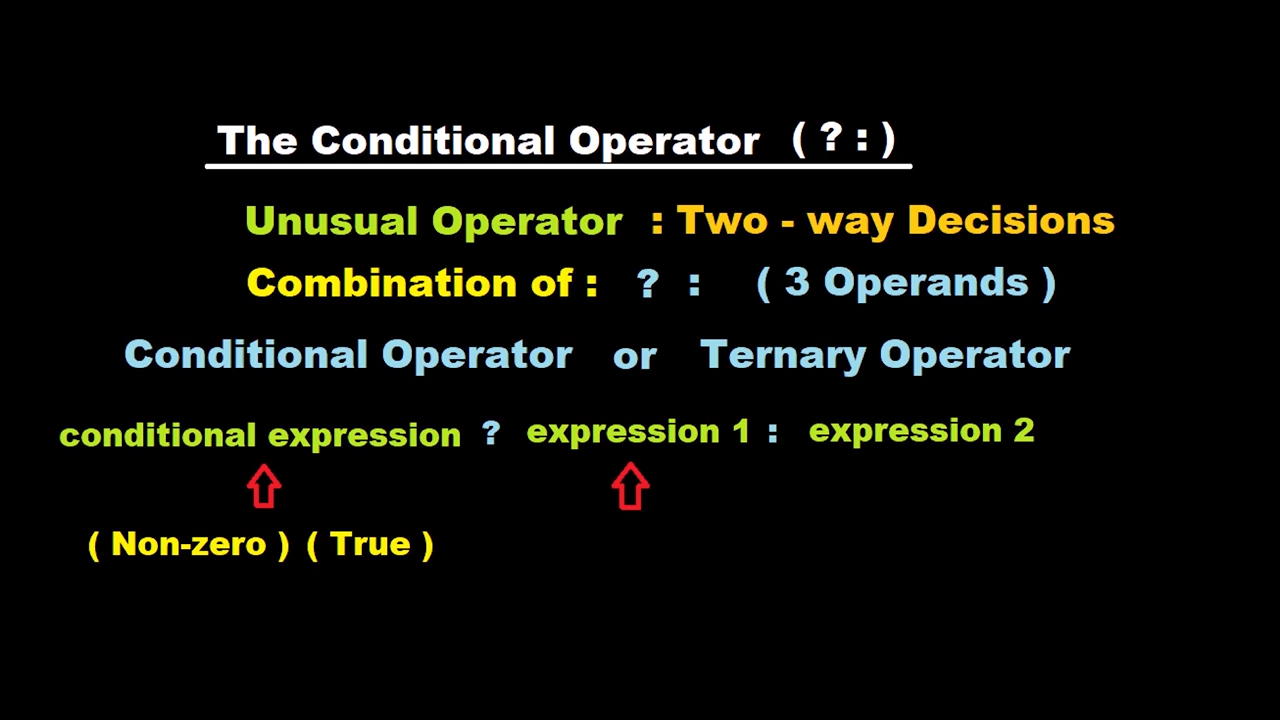 The Conditional Operator ( ? : )
Unusual Operator : Two - way Decisions
Combination of : ? : ( 3 Operands )
Conditional Operator or Ternary Operator
conditional expression ? expression 1 : expression 2
( Non-zero ) ( True )